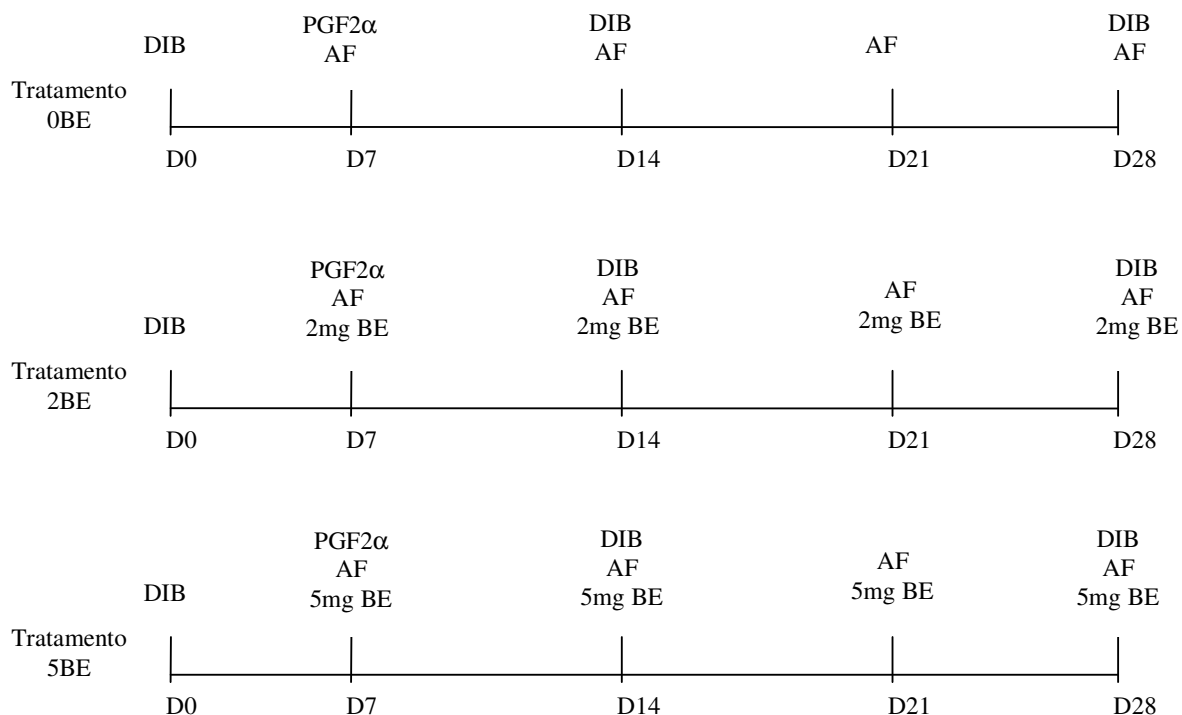 DIB
PGF2α
AF
DIB
AF
AF
DIB
AF
Tratamento
0BE
D0
D7
D14
D21
D28
DIB
PGF2α
AF
2mg BE
DIB
AF
2mg BE
AF
2mg BE
DIB
AF
2mg BE
Tratamento
2BE
D0
D7
D14
D21
D28
DIB
PGF2α
AF
5mg BE
DIB
AF
5mg BE
AF
5mg BE
DIB
AF
5mg BE
Tratamento
5BE
D0
D7
D14
D21
D28